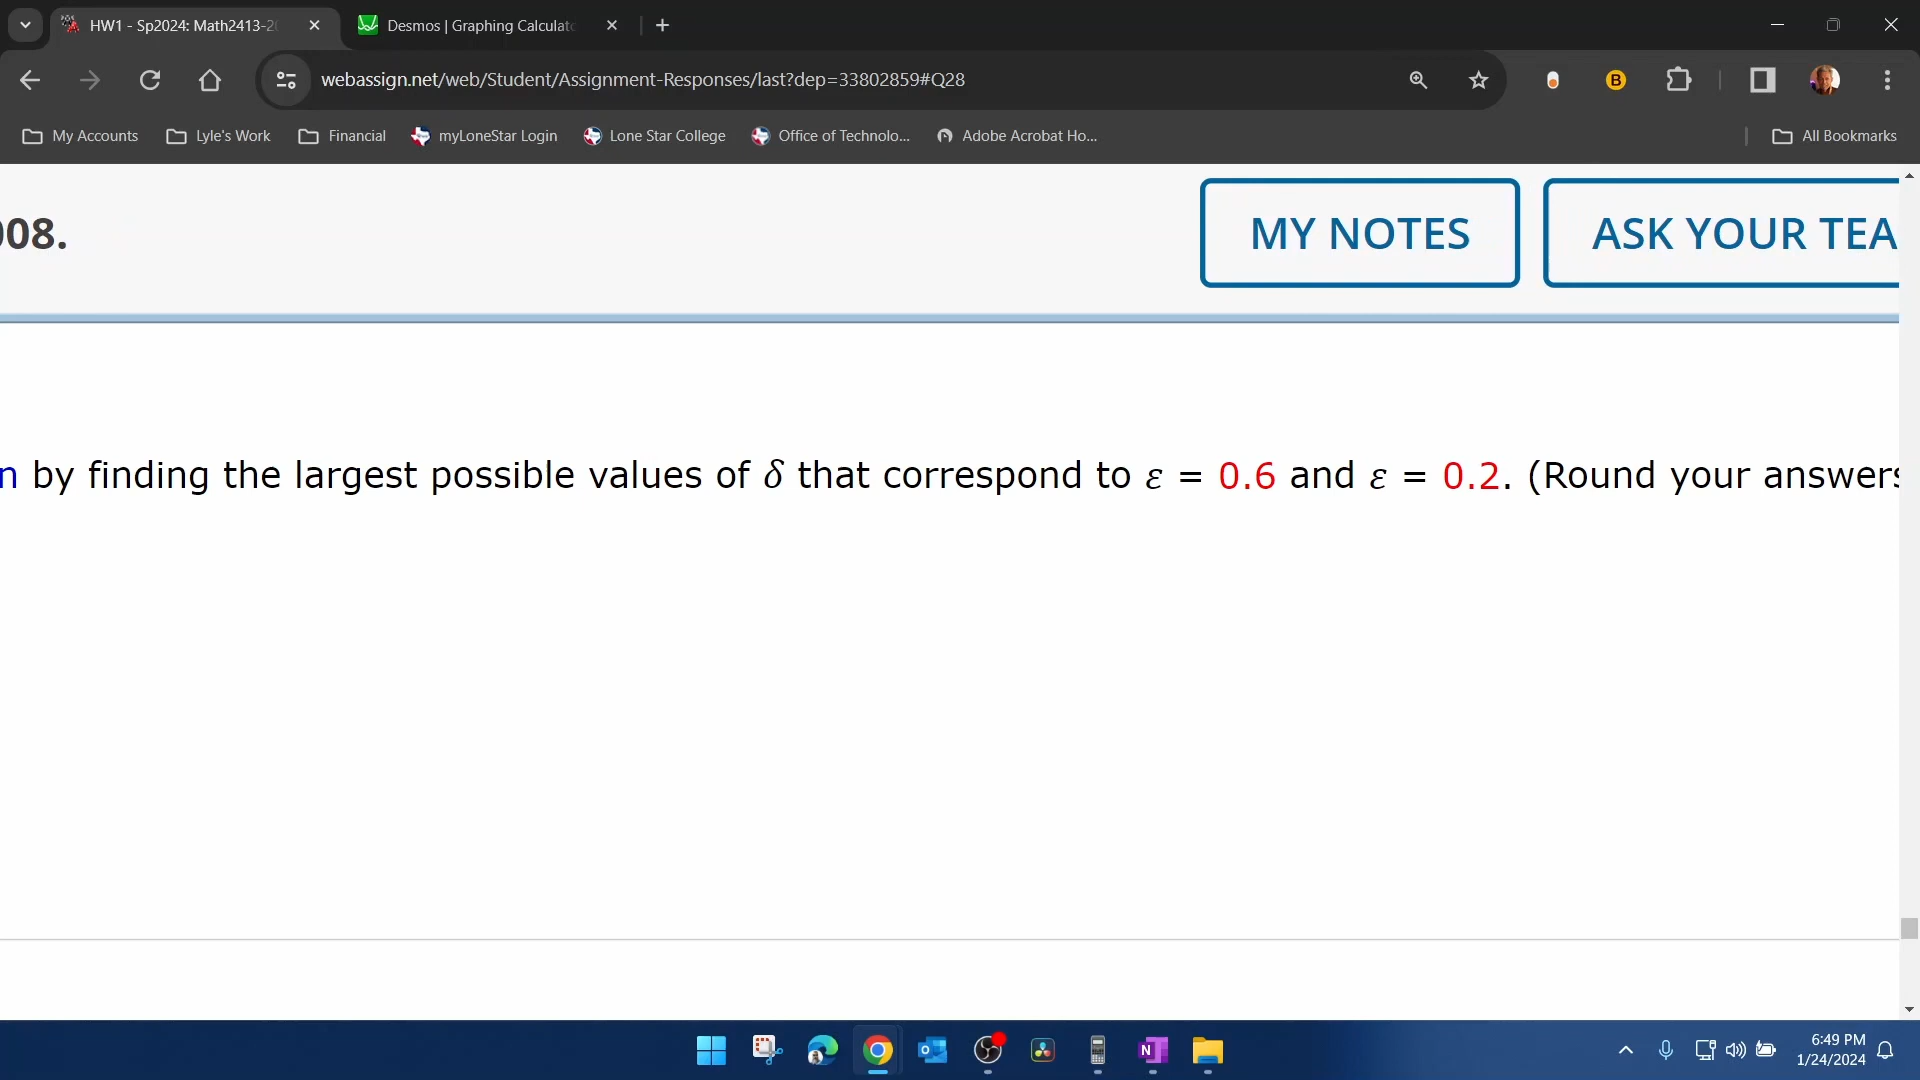 HW1 - Sp2024: Math2413-2
Desmos | Graphing Calculat
webassign.net/web/Student/Assignment-Responses/last?dep=33802859#Q28
B
My Accounts
Lyle's Work
Financial
myLoneStar Login
Lone Star College
Office of Technolo...
Adobe Acrobat Ho...
All Bookmarks
008.
MY NOTES
ASK YOUR TEA
n by finding the largest possible values of δ that correspond to ε = 0.6 and ε = 0.2. (Round your answers
6:49 PM
1/24/2024